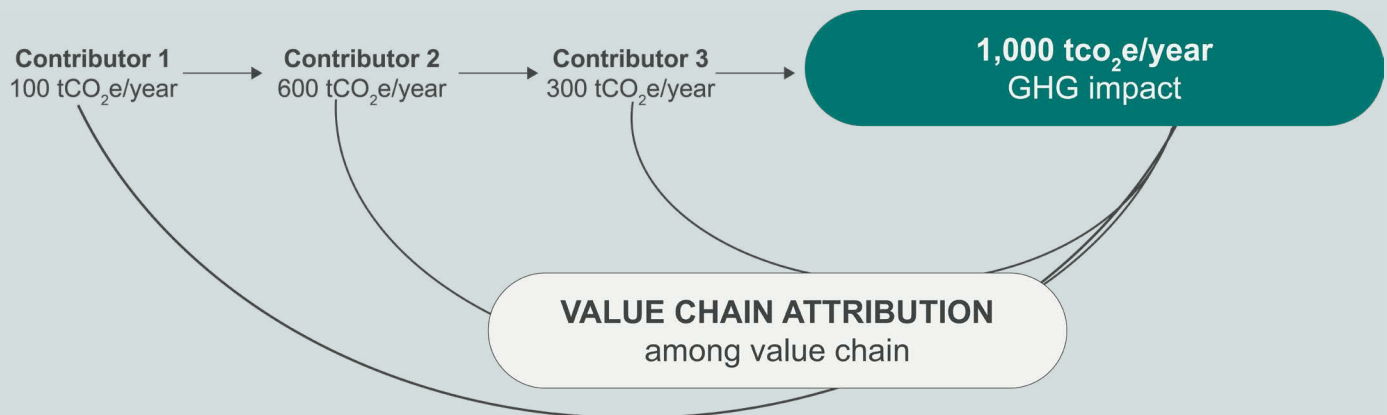 Contributor 1
100 tCO₂e/year
Contributor 2
600 tCO₂e/year
Contributor 3
300 tCO₂e/year
1,000 tco₂e/year
GHG impact
VALUE CHAIN ATTRIBUTION
among value chain